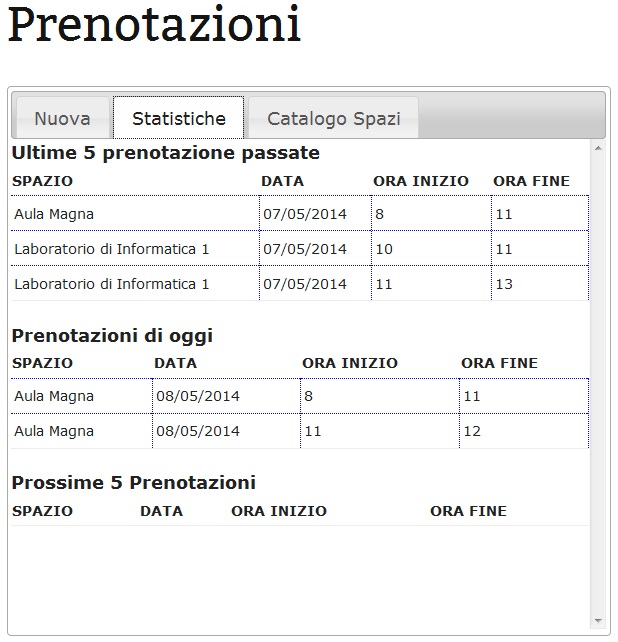 Prenotazioni
Nuova Statistiche Catalogo Spazi
Ultime 5 prenotazione passate
SPAZIO DATA ORA INIZIO ORA FINE
Aula Magna 07/05/2014 8 11
Laboratorio di Informatica 1 07/05/2014 10 11
Laboratorio di Informatica 1 07/05/2014 11 13
Prenotazioni di oggi
SPAZIO DATA ORA INIZIO ORA FINE
Aula Magna 08/05/2014 8 11
Aula Magna 08/05/2014 11 12
Prossime 5 Prenotazioni
SPAZIO DATA ORA INIZIO ORA FINE